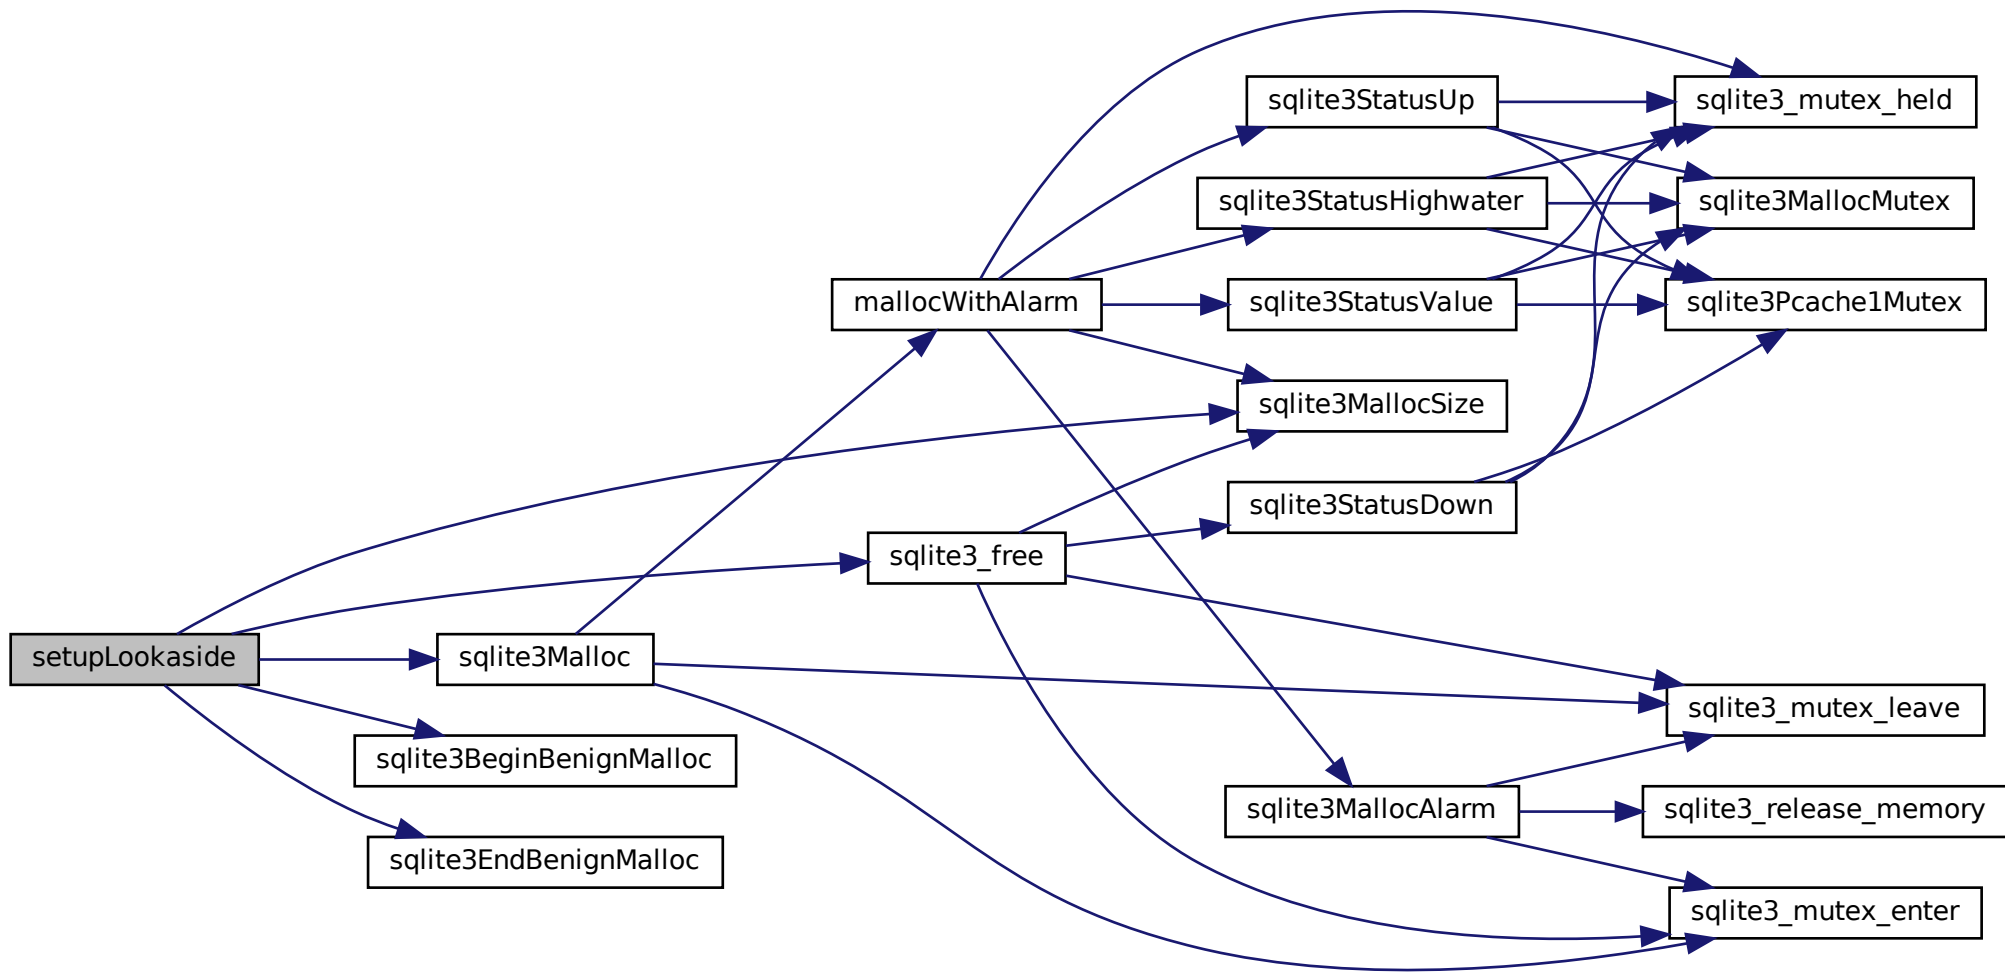 sqlite3StatusUp
sqlite3_mutex_held
sqlite3StatusHighwater
sqlite3MallocMutex
mallocWithAlarm
sqlite3StatusValue
sqlite3Pcache1Mutex
sqlite3MallocSize
sqlite3StatusDown
sqlite3_free
setupLookaside
sqlite3Malloc
sqlite3_mutex_leave
sqlite3BeginBenignMalloc
sqlite3MallocAlarm
sqlite3_release_memory
sqlite3EndBenignMalloc
sqlite3_mutex_enter